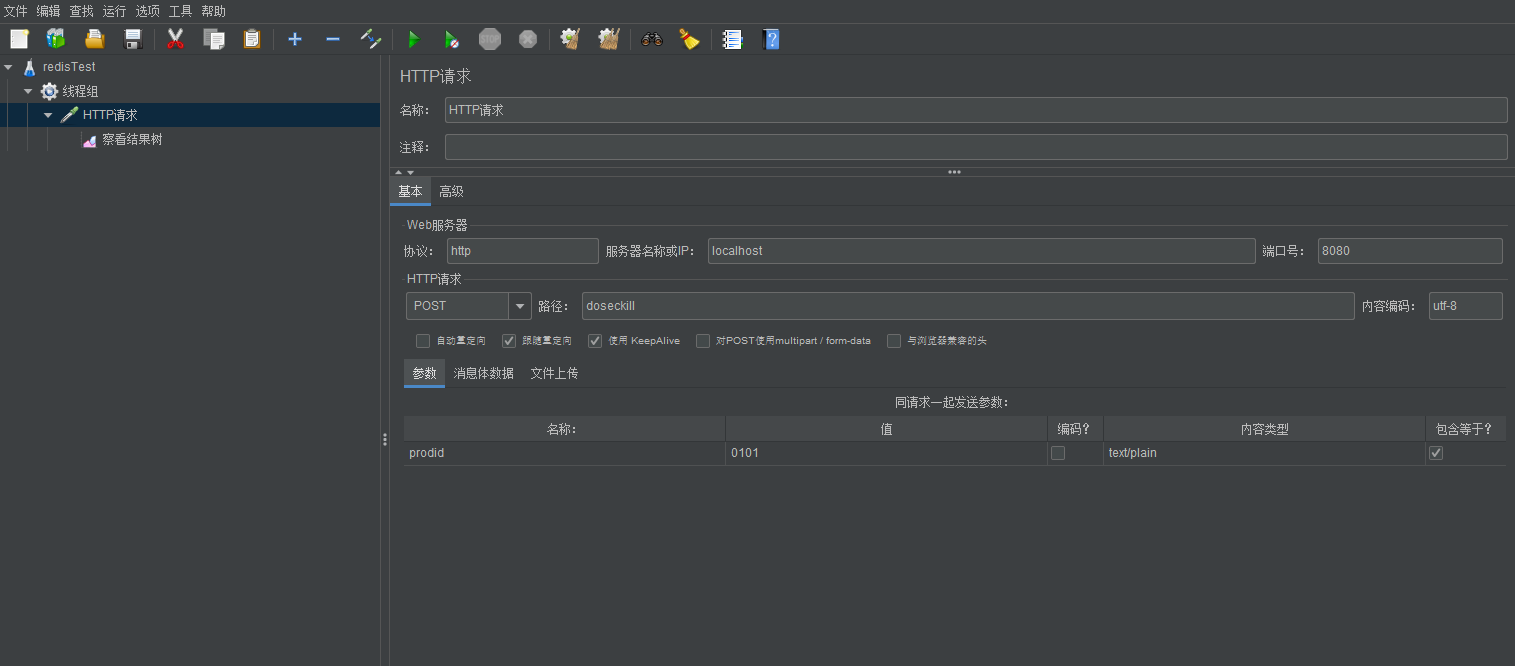 文件 编辑 查找 运行 选项 工具 帮助
STOP
redisTest
线程组
HTTP请求
察看结果树
HTTP请求
名称： HTTP请求
注释：
基本 高级
Web服务器
协议： http 服务器名称或IP： localhost 端口号： 8080
HTTP请求
POST 路径： doseckill 内容编码： utf-8
自动重定向 跟随重定向 使用 KeepAlive 对POST使用multipart / form-data 与浏览器兼容的头
参数 消息体数据 文件上传
同请求一起发送参数：
名称： 值 编码？ 内容类型 包含等于？
prodid 0101 text/plain